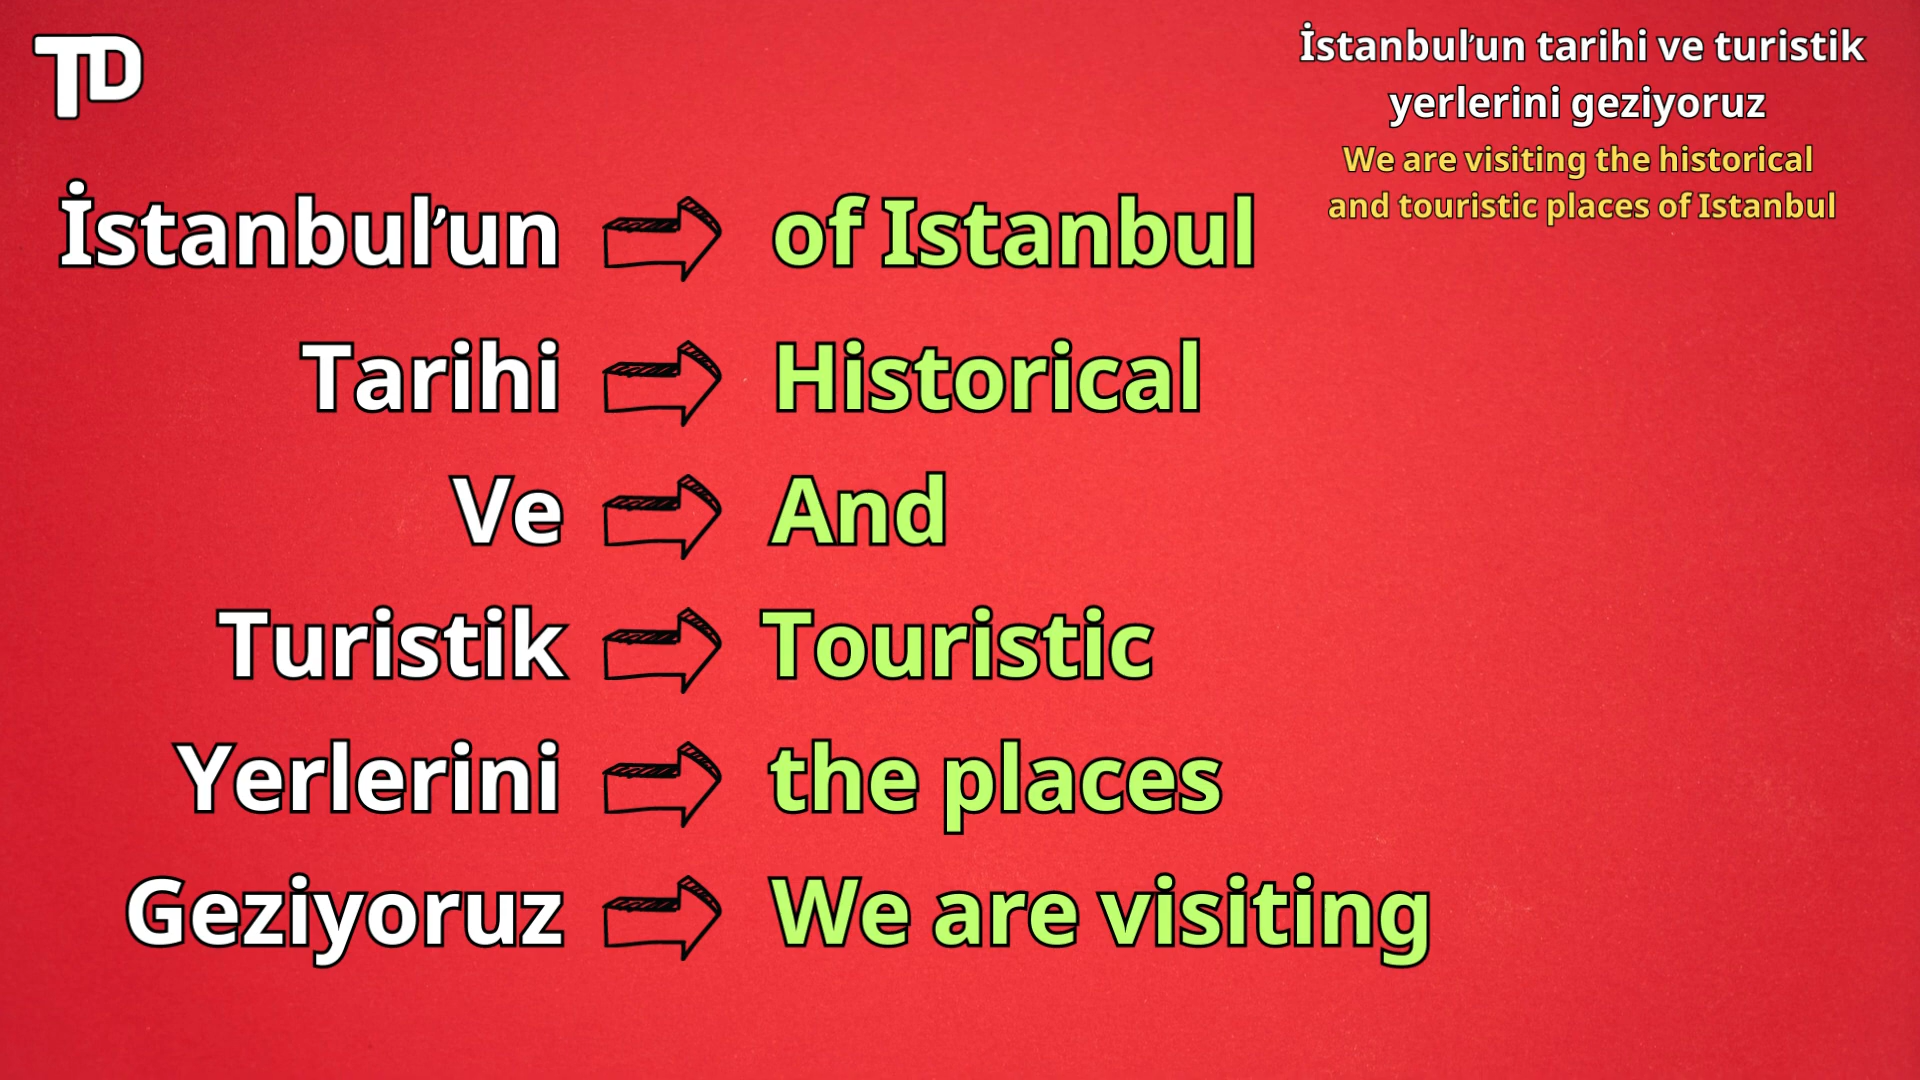 TD
İstanbul'un tarihi ve turistik
yerlerini geziyoruz
We are visiting the historical
and touristic places of Istanbul
İstanbul'un of Istanbul
Tarihi Historical
Ve And
Turistik Touristic
Yerlerini the places
Geziyoruz We are visiting